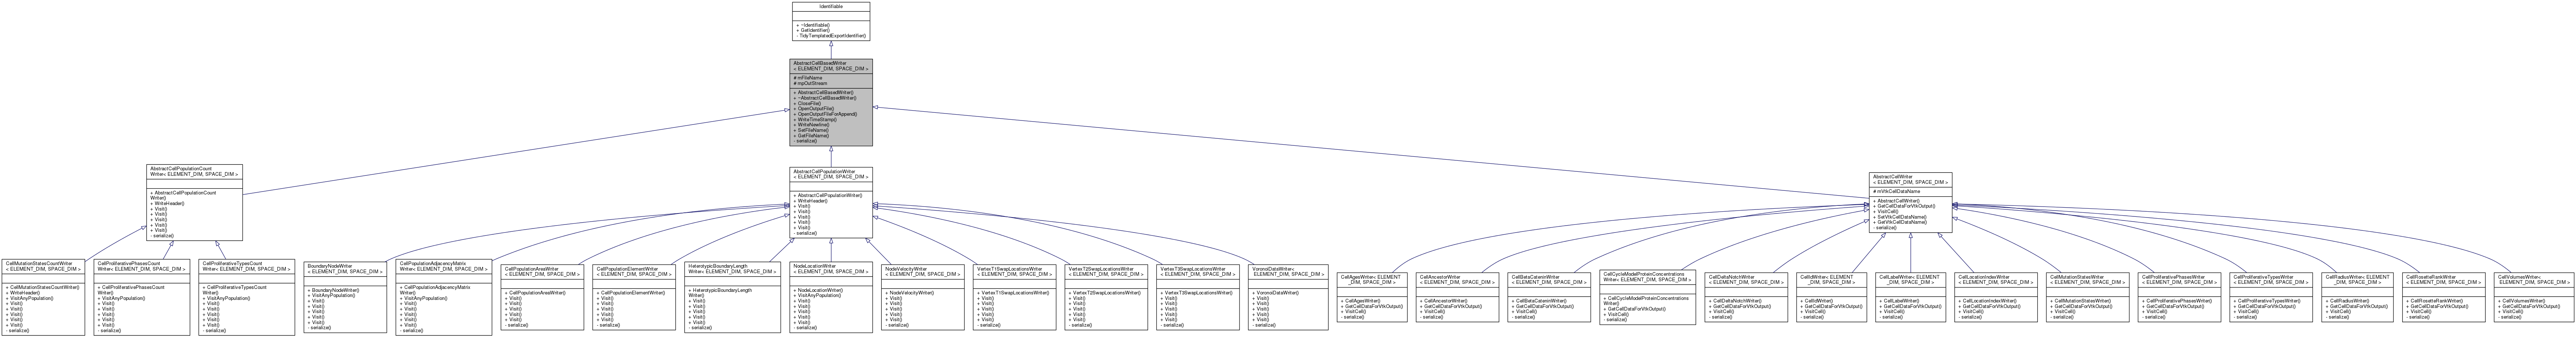 Identifiable
+ ~Identifiable()
+ GetIdentifier()
- TidyTemplatedExportIdentifier()
AbstractCellBasedWriter
< ELEMENT_DIM, SPACE_DIM >
# mFileName
# mpOutStream
+ AbstractCellBasedWriter()
+ ~AbstractCellBasedWriter()
+ CloseFile()
+ OpenOutputFile()
+ OpenOutputFileForAppend()
+ WriteTimeStamp()
+ WriteNewline()
+ SetFileName()
+ GetFileName()
- serialize()
AbstractCellPopulationCount
Writer< ELEMENT_DIM, SPACE_DIM >
+ AbstractCellPopulationCount
Writer()
+ WriteHeader()
+ Visit()
+ Visit()
+ Visit()
+ Visit()
+ Visit()
- serialize()
AbstractCellPopulationWriter
< ELEMENT_DIM, SPACE_DIM >
+ AbstractCellPopulationWriter()
+ WriteHeader()
+ Visit()
+ Visit()
+ Visit()
+ Visit()
+ Visit()
- serialize()
AbstractCellWriter
< ELEMENT_DIM, SPACE_DIM >
# mVtkCellDataName
+ AbstractCellWriter()
+ GetCellDataForVtkOutput()
+ VisitCell()
+ SetVtkCellDataName()
+ GetVtkCellDataName()
- serialize()
CellMutationStatesCountWriter
< ELEMENT_DIM, SPACE_DIM >
+ CellMutationStatesCountWriter()
+ WriteHeader()
+ VisitAnyPopulation()
+ Visit()
+ Visit()
+ Visit()
+ Visit()
+ Visit()
- serialize()
CellProliferativePhasesCount
Writer< ELEMENT_DIM, SPACE_DIM >
+ CellProliferativePhasesCount
Writer()
+ VisitAnyPopulation()
+ Visit()
+ Visit()
+ Visit()
+ Visit()
+ Visit()
- serialize()
CellProliferativeTypesCount
Writer< ELEMENT_DIM, SPACE_DIM >
+ CellProliferativeTypesCount
Writer()
+ VisitAnyPopulation()
+ Visit()
+ Visit()
+ Visit()
+ Visit()
+ Visit()
- serialize()
BoundaryNodeWriter
< ELEMENT_DIM, SPACE_DIM >
+ BoundaryNodeWriter()
+ VisitAnyPopulation()
+ Visit()
+ Visit()
+ Visit()
+ Visit()
+ Visit()
- serialize()
CellPopulationAdjacencyMatrix
Writer< ELEMENT_DIM, SPACE_DIM >
+ CellPopulationAdjacencyMatrix
Writer()
+ VisitAnyPopulation()
+ Visit()
+ Visit()
+ Visit()
+ Visit()
+ Visit()
- serialize()
CellPopulationAreaWriter
< ELEMENT_DIM, SPACE_DIM >
+ CellPopulationAreaWriter()
+ Visit()
+ Visit()
+ Visit()
+ Visit()
+ Visit()
- serialize()
CellPopulationElementWriter
< ELEMENT_DIM, SPACE_DIM >
+ CellPopulationElementWriter()
+ Visit()
+ Visit()
+ Visit()
+ Visit()
+ Visit()
- serialize()
HeterotypicBoundaryLength
Writer< ELEMENT_DIM, SPACE_DIM >
+ HeterotypicBoundaryLength
Writer()
+ Visit()
+ Visit()
+ Visit()
+ Visit()
+ Visit()
- serialize()
NodeLocationWriter
< ELEMENT_DIM, SPACE_DIM >
+ NodeLocationWriter()
+ VisitAnyPopulation()
+ Visit()
+ Visit()
+ Visit()
+ Visit()
+ Visit()
- serialize()
NodeVelocityWriter
< ELEMENT_DIM, SPACE_DIM >
+ NodeVelocityWriter()
+ Visit()
+ Visit()
+ Visit()
+ Visit()
+ Visit()
- serialize()
VertexT1SwapLocationsWriter
< ELEMENT_DIM, SPACE_DIM >
+ VertexT1SwapLocationsWriter()
+ Visit()
+ Visit()
+ Visit()
+ Visit()
+ Visit()
- serialize()
VertexT2SwapLocationsWriter
< ELEMENT_DIM, SPACE_DIM >
+ VertexT2SwapLocationsWriter()
+ Visit()
+ Visit()
+ Visit()
+ Visit()
+ Visit()
- serialize()
VertexT3SwapLocationsWriter
< ELEMENT_DIM, SPACE_DIM >
+ VertexT3SwapLocationsWriter()
+ Visit()
+ Visit()
+ Visit()
+ Visit()
+ Visit()
- serialize()
VoronoiDataWriter<
ELEMENT_DIM, SPACE_DIM >
+ VoronoiDataWriter()
+ Visit()
+ Visit()
+ Visit()
+ Visit()
+ Visit()
- serialize()
CellAgesWriter< ELEMENT
_DIM, SPACE_DIM >
+ CellAgesWriter()
+ GetCellDataForVtkOutput()
+ VisitCell()
- serialize()
CellAncestorWriter
< ELEMENT_DIM, SPACE_DIM >
+ CellAncestorWriter()
+ GetCellDataForVtkOutput()
+ VisitCell()
- serialize()
CellBetaCateninWriter
< ELEMENT_DIM, SPACE_DIM >
+ CellBetaCateninWriter()
+ GetCellDataForVtkOutput()
+ VisitCell()
- serialize()
CellCycleModelProteinConcentrations
Writer< ELEMENT_DIM, SPACE_DIM >
+ CellCycleModelProteinConcentrations
Writer()
+ GetCellDataForVtkOutput()
+ VisitCell()
- serialize()
CellDeltaNotchWriter
< ELEMENT_DIM, SPACE_DIM >
+ CellDeltaNotchWriter()
+ GetCellDataForVtkOutput()
+ VisitCell()
- serialize()
CellIdWriter< ELEMENT
_DIM, SPACE_DIM >
+ CellIdWriter()
+ GetCellDataForVtkOutput()
+ VisitCell()
- serialize()
CellLabelWriter< ELEMENT
_DIM, SPACE_DIM >
+ CellLabelWriter()
+ GetCellDataForVtkOutput()
+ VisitCell()
- serialize()
CellLocationIndexWriter
< ELEMENT_DIM, SPACE_DIM >
+ CellLocationIndexWriter()
+ GetCellDataForVtkOutput()
+ VisitCell()
- serialize()
CellMutationStatesWriter
< ELEMENT_DIM, SPACE_DIM >
+ CellMutationStatesWriter()
+ GetCellDataForVtkOutput()
+ VisitCell()
- serialize()
CellProliferativePhasesWriter
< ELEMENT_DIM, SPACE_DIM >
+ CellProliferativePhasesWriter()
+ GetCellDataForVtkOutput()
+ VisitCell()
- serialize()
CellProliferativeTypesWriter
< ELEMENT_DIM, SPACE_DIM >
+ CellProliferativeTypesWriter()
+ GetCellDataForVtkOutput()
+ VisitCell()
- serialize()
CellRadiusWriter< ELEMENT
_DIM, SPACE_DIM >
+ CellRadiusWriter()
+ GetCellDataForVtkOutput()
+ VisitCell()
- serialize()
CellRosetteRankWriter
< ELEMENT_DIM, SPACE_DIM >
+ CellRosetteRankWriter()
+ GetCellDataForVtkOutput()
+ VisitCell()
- serialize()
CellVolumesWriter<
ELEMENT_DIM, SPACE_DIM >
+ CellVolumesWriter()
+ GetCellDataForVtkOutput()
+ VisitCell()
- serialize()